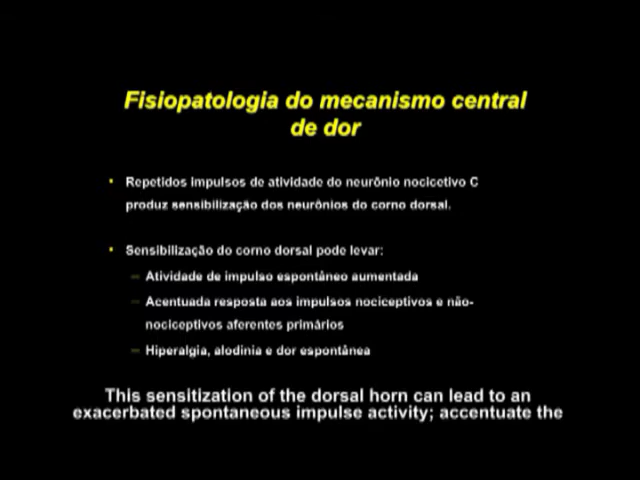 Fisiopatologia do mecanismo central
de dor
Repetidos impulsos de atividade do neurônio nocicetivo C
produz sensibilização dos neurônios do corno dorsal.
Sensibilização do corno dorsal pode levar:
Atividade de impulso espontâneo aumentada
Acentuada resposta aos impulsos nociceptivos e não-
nociceptivos aferentes primários
Hiperalgia, alodinia e dor espontânea
This sensitization of the dorsal horn can lead to an
exacerbated spontaneous impulse activity; accentuate the